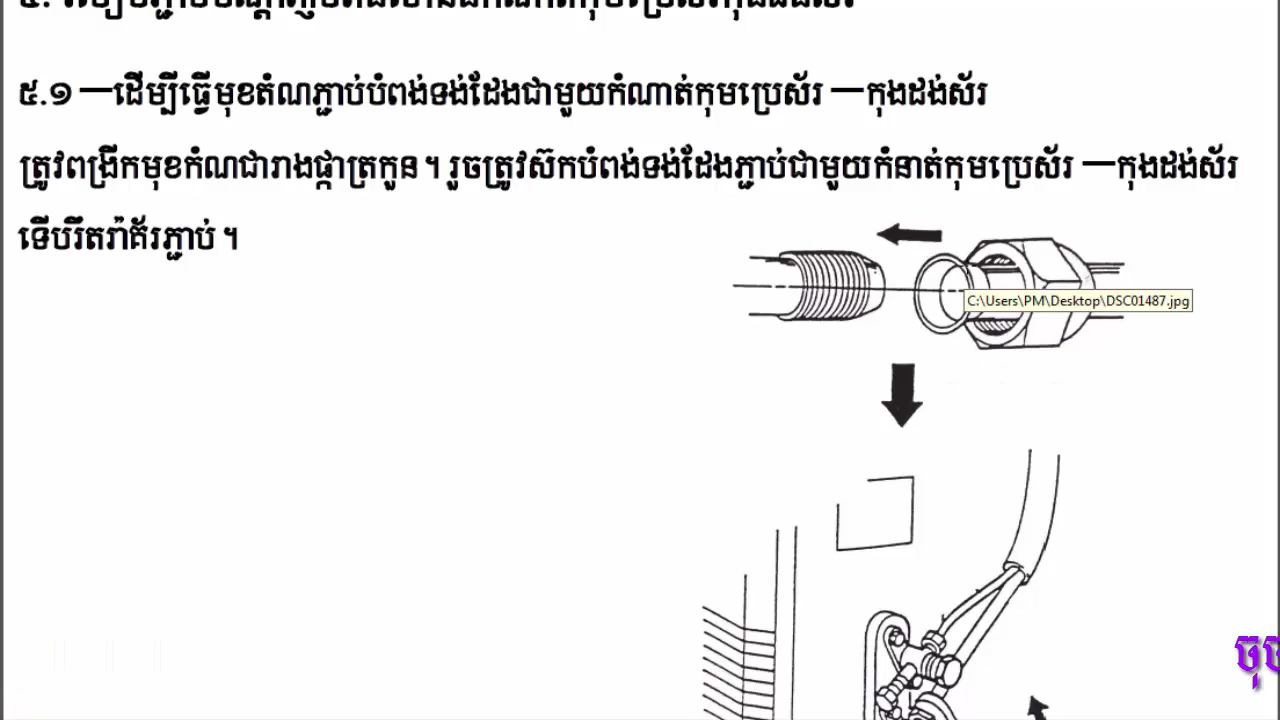 ៥.១ –ដើម្បីធ្វើមុខតំណភ្ជាប់បំពង់ទង់ដែងជាមួយកំណាត់កុមប្រេស័រ –កុងដង់ស័រ
ត្រូវពង្រីកមុខកំណជារាងផ្កាត្រកួន។ រួចត្រូវស៊កបំពង់ទង់ដែងភ្ជាប់ជាមួយកំនាត់កុមប្រេស័រ –កុងដង់ស័រ
ទើបរឹតរ៉ាគ័រភ្ជាប់។
C:\Users\PM\Desktop\DSC01487.jpg